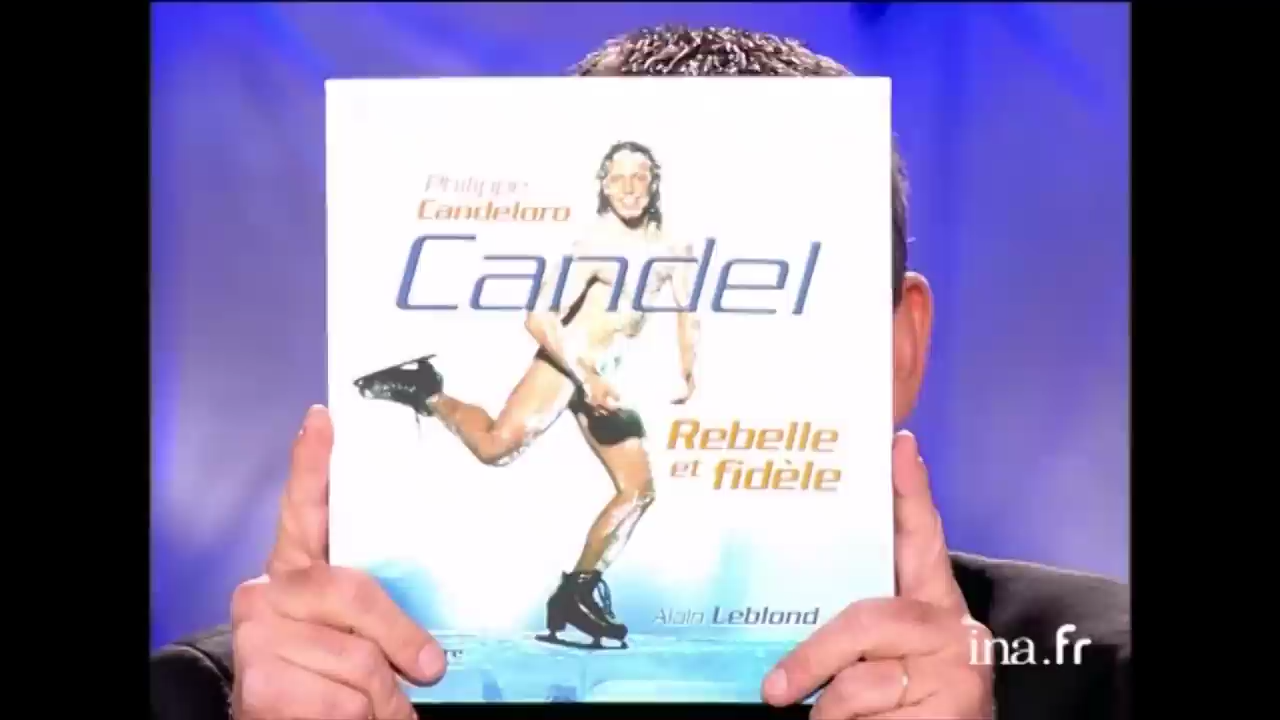 Philippe
Candeloro
Candel
Rebelle
et fidèle
Alain Leblond
ina.fr